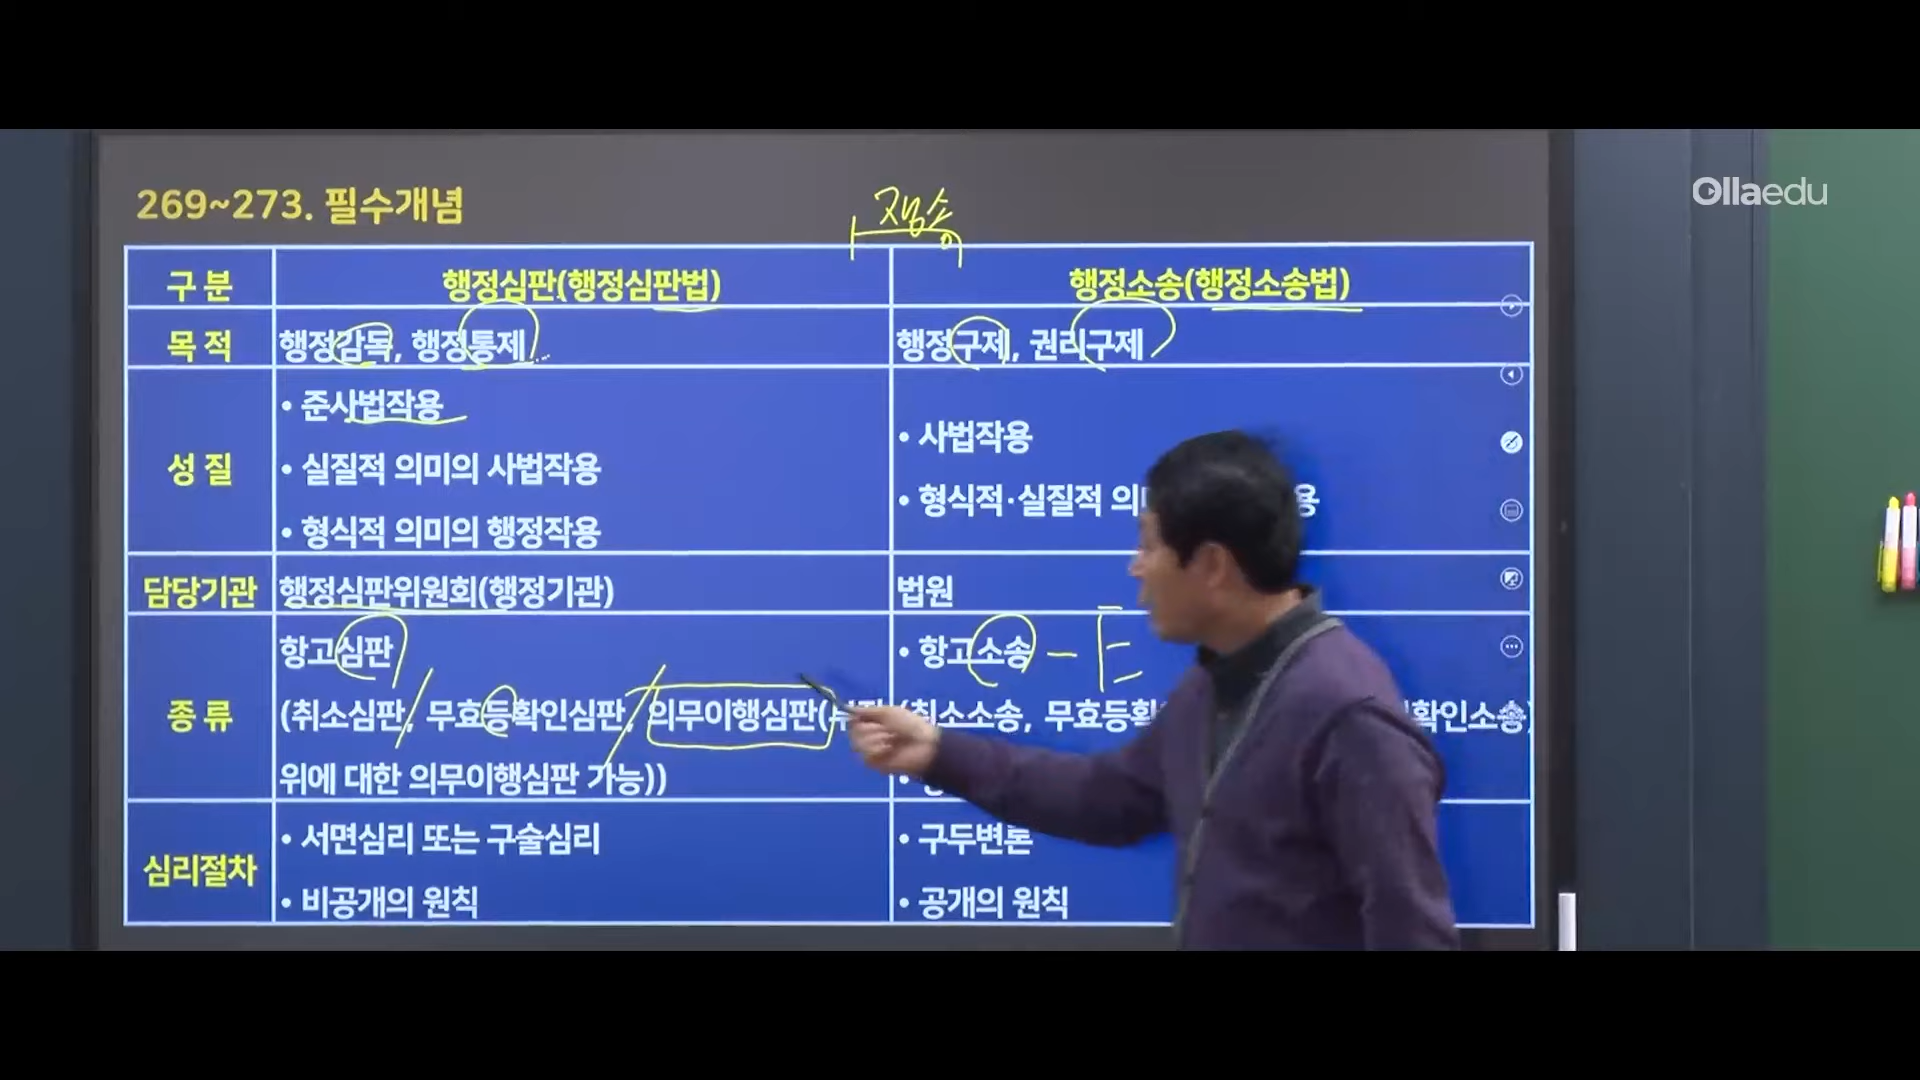 Ollaedu
269~273. 필수개념
구 분
행정심판(행정심판법)
행정소송(행정소송법)
목 적
행정감독, 행정통제
행정구제, 권리구제
성 질
• 준사법작용
• 실질적 의미의 사법작용
• 형식적 의미의 행정작용
• 사법작용
• 형식적·실질적 의
용
담당기관
행정심판위원회(행정기관)
법원
종 류
항고심판
(취소심판, 무효등확인심판, 의무이행심판(
위에 대한 의무이행심판 가능))
• 항고소송 – E
(취소소송, 무효등확
확인소송)
심리절차
• 서면심리 또는 구술심리
• 비공개의 원칙
• 구두변론
• 공개의 원칙